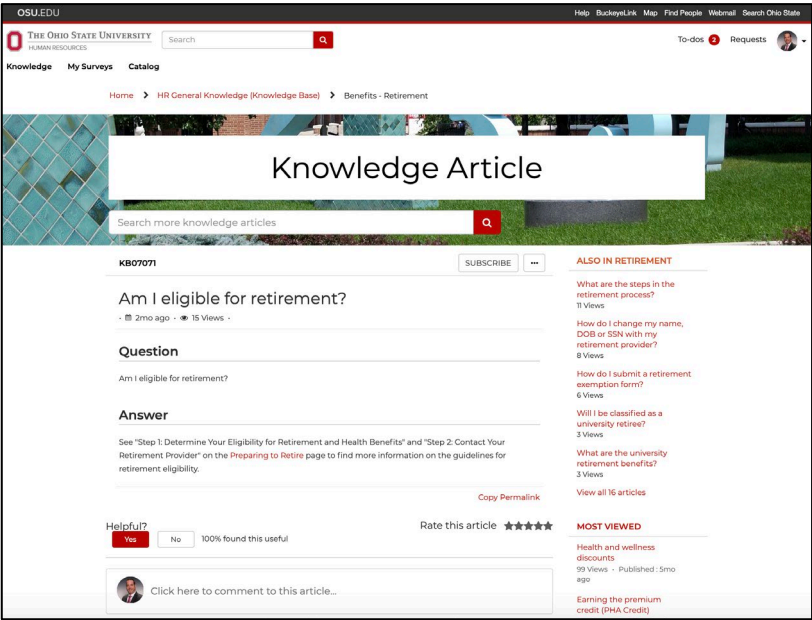 OSU.EDU
Help BuckeyeLink Map Find People Webmail Search Ohio State
THE OHIO STATE UNIVERSITY
HUMAN RESOURCES
Search
To-dos 2 Requests
Knowledge My Surveys Catalog
Home > HR General Knowledge (Knowledge Base) > Benefits - Retirement
Knowledge Article
Search more knowledge articles
KB07071
SUBSCRIBE ...
Am I eligible for retirement?
· 2mo ago · 15 Views ·
Question
Am I eligible for retirement?
Answer
See "Step 1: Determine Your Eligibility for Retirement and Health Benefits" and "Step 2: Contact Your
Retirement Provider" on the Preparing to Retire page to find more information on the guidelines for
retirement eligibility.
Copy Permalink
Helpful?
Yes No 100% found this useful
Rate this article ★★★★★
Click here to comment to this article...
ALSO IN RETIREMENT
What are the steps in the
retirement process?
11 Views
How do I change my name,
DOB or SSN with my
retirement provider?
8 Views
How do I submit a retirement
exemption form?
6 Views
Will I be classified as a
university retiree?
3 Views
What are the university
retirement benefits?
3 Views
View all 16 articles
MOST VIEWED
Health and wellness
discounts
99 Views · Published : 5mo
ago
Earning the premium
credit (PHA Credit)